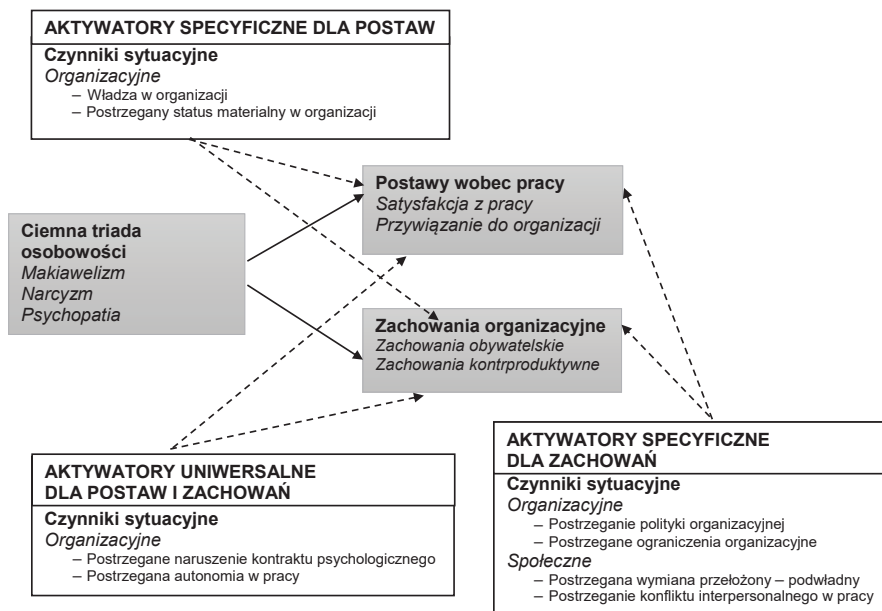 AKTYWATORY SPECYFICZNE DLA POSTAW
Czynniki sytuacyjne
Organizacyjne
– Władza w organizacji
– Postrzegany status materialny w organizacji
Postawy wobec pracy
Satysfakcja z pracy
Przywiązanie do organizacji
Ciemna triada
osobowości
Makiawelizm
Narcyzm
Psychopatia
Zachowania organizacyjne
Zachowania obywatelskie
Zachowania kontrproduktywne
AKTYWATORY UNIWERSALNE
DLA POSTAW I ZACHOWAŃ
Czynniki sytuacyjne
Organizacyjne
– Postrzegane naruszenie kontraktu psychologicznego
– Postrzegana autonomia w pracy
AKTYWATORY SPECYFICZNE
DLA ZACHOWAŃ
Czynniki sytuacyjne
Organizacyjne
– Postrzeganie polityki organizacyjnej
– Postrzegane ograniczenia organizacyjne
Społeczne
– Postrzegana wymiana przełożony – podwładny
– Postrzeganie konfliktu interpersonalnego w pracy